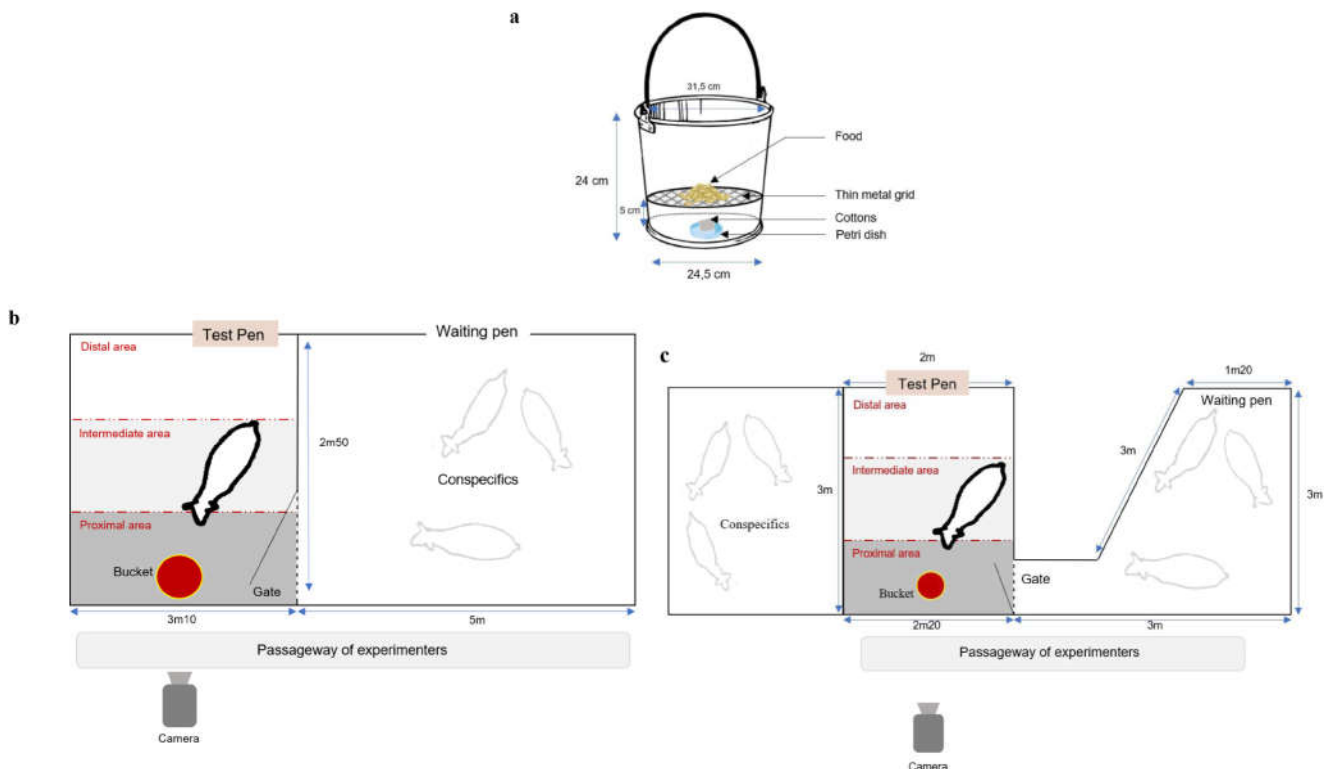 a
31,5 cm
Food
24 cm
Thin metal grid
5 cm
Cottons
Petri dish
24,5 cm
b
Test Pen
Waiting pen
Distal area
Intermediate area
2m50
Conspecifics
Proximal area
Bucket
Gate
3m10
5m
Passageway of experimenters
Camera
c
2m
1m20
Test Pen
Waiting pen
Distal area
3m
Intermediate area
3m
3m
Conspecifics
Proximal area
Gate
Bucket
2m20
3m
Passageway of experimenters
Camera